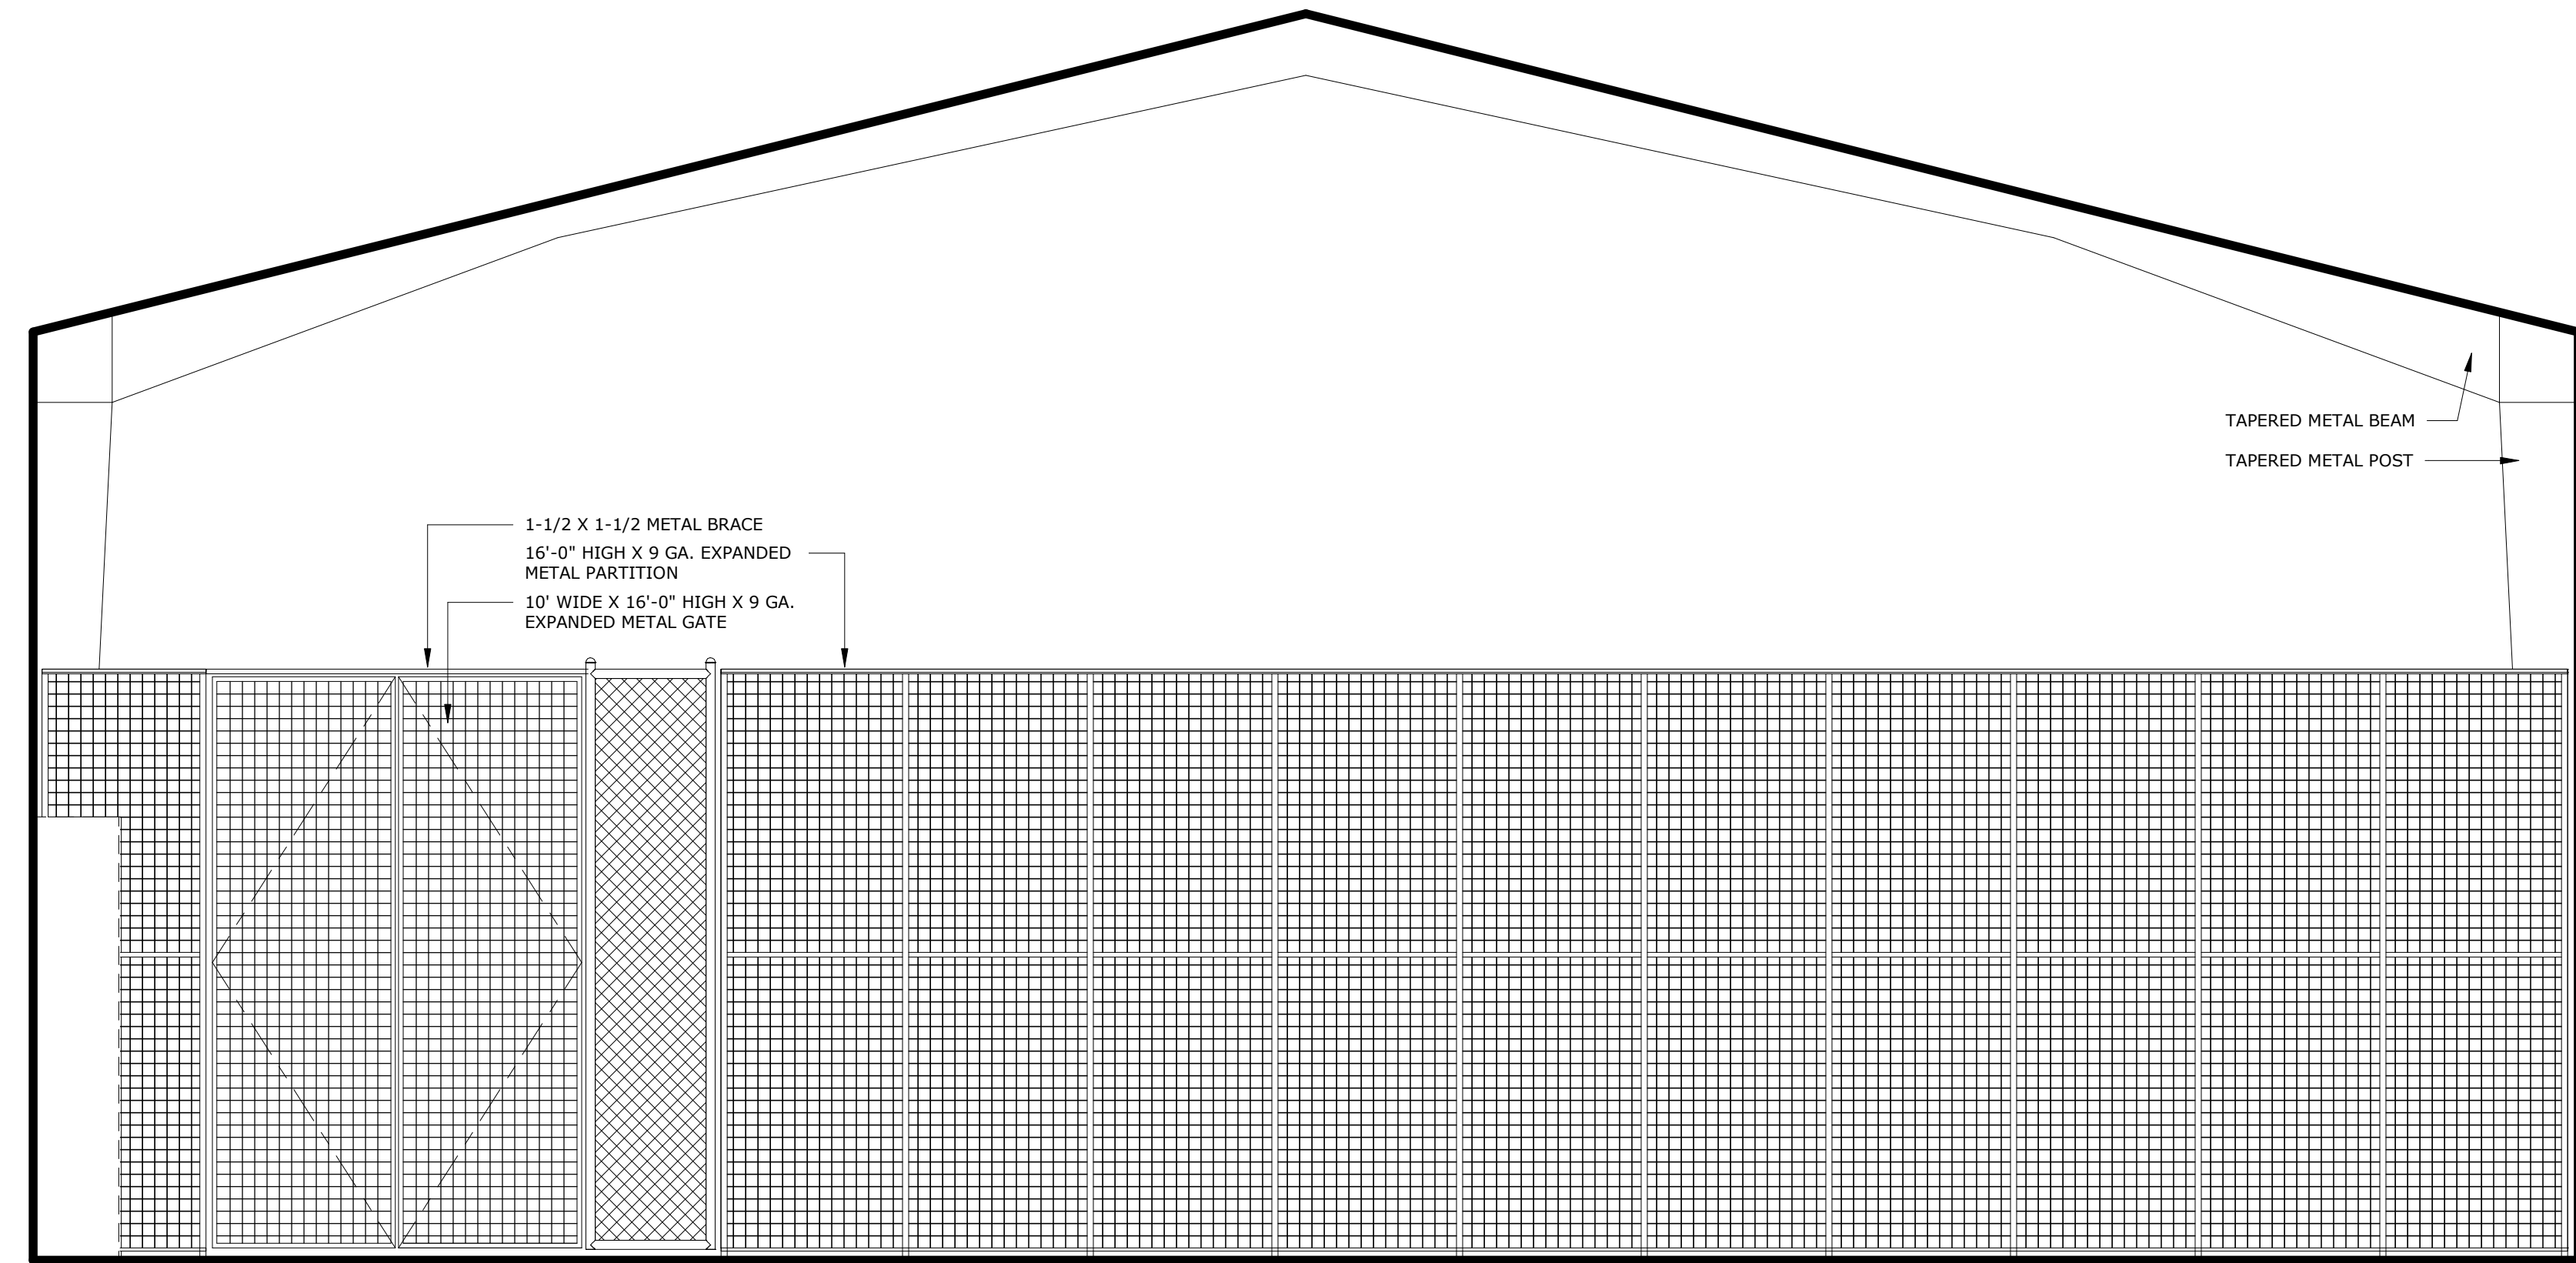 TAPERED METAL BEAM
TAPERED METAL POST
1-1/2 X 1-1/2 METAL BRACE
16'-0" HIGH X 9 GA. EXPANDED
METAL PARTITION
10' WIDE X 16'-0" HIGH X 9 GA.
EXPANDED METAL GATE